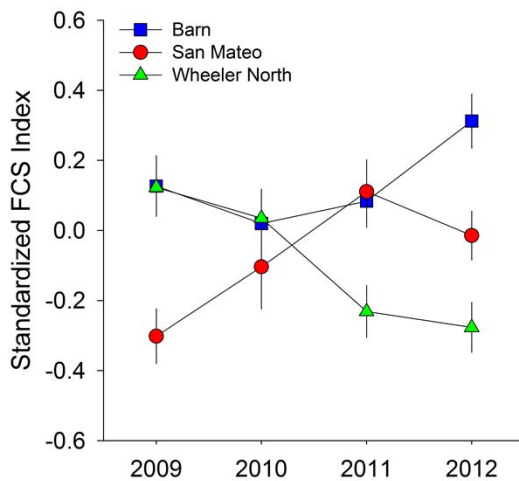 Barn
San Mateo
Wheeler North
Standardized FCS Index
0.6
0.4
0.2
0.0
-0.2
-0.4
-0.6
2009 2010 2011 2012